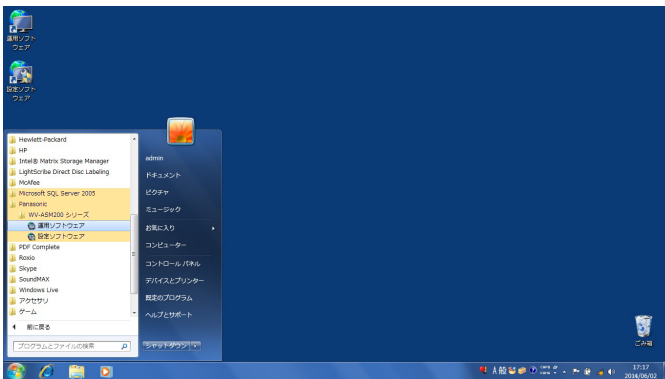 運用ソフト
ウェア
設定ソフト
ウェア
Hewlett-Packard
HP
Intel® Matrix Storage Manager
LightScribe Direct Disc Labeling
McAfee
Microsoft SQL Server 2005
Panasonic
WV-ASM200 シリーズ
運用ソフトウェア
設定ソフトウェア
PDF Complete
Roxio
Skype
SoundMAX
Windows Live
アクセサリ
ゲーム
前に戻る
プログラムとファイルの検索
admin
ドキュメント
ピクチャ
ミュージック
お気に入り
コンピューター
コントロール パネル
デバイスとプリンター
既定のプログラム
ヘルプとサポート
シャットダウン
ごみ箱
A 般
CAPS
KANA
17:17
2014/06/02